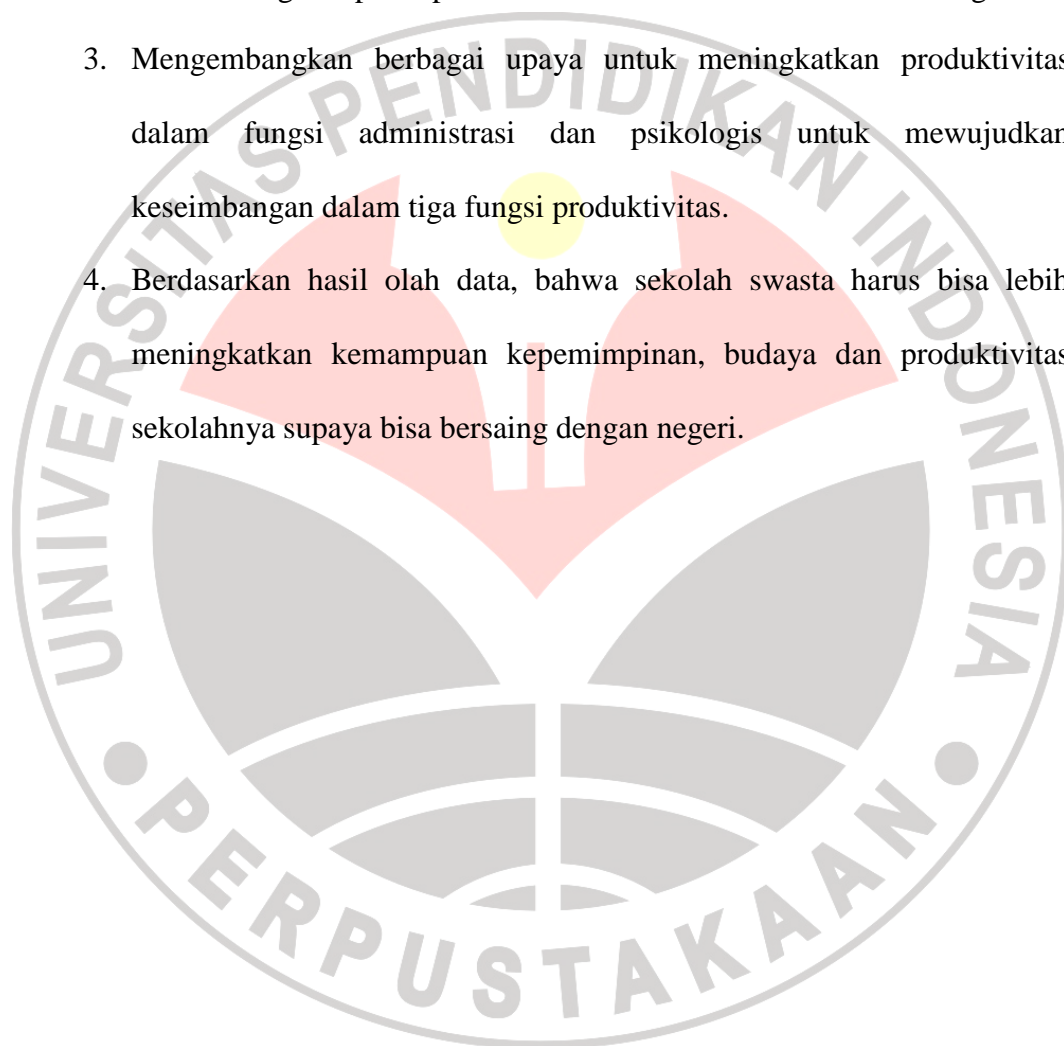 3. Mengembangkan berbagai upaya untuk meningkatkan produktivitas
dalam fungsi administrasi dan psikologis untuk mewujudkan
keseimbangan dalam tiga fungsi produktivitas.
4. Berdasarkan hasil olah data, bahwa sekolah swasta harus bisa lebih
meningkatkan kemampuan kepemimpinan, budaya dan produktivitas
sekolahnya supaya bisa bersaing dengan negeri.
UNIVERSITAS PENDIDIKAN INDONESIA
PERPUSTAKAAN